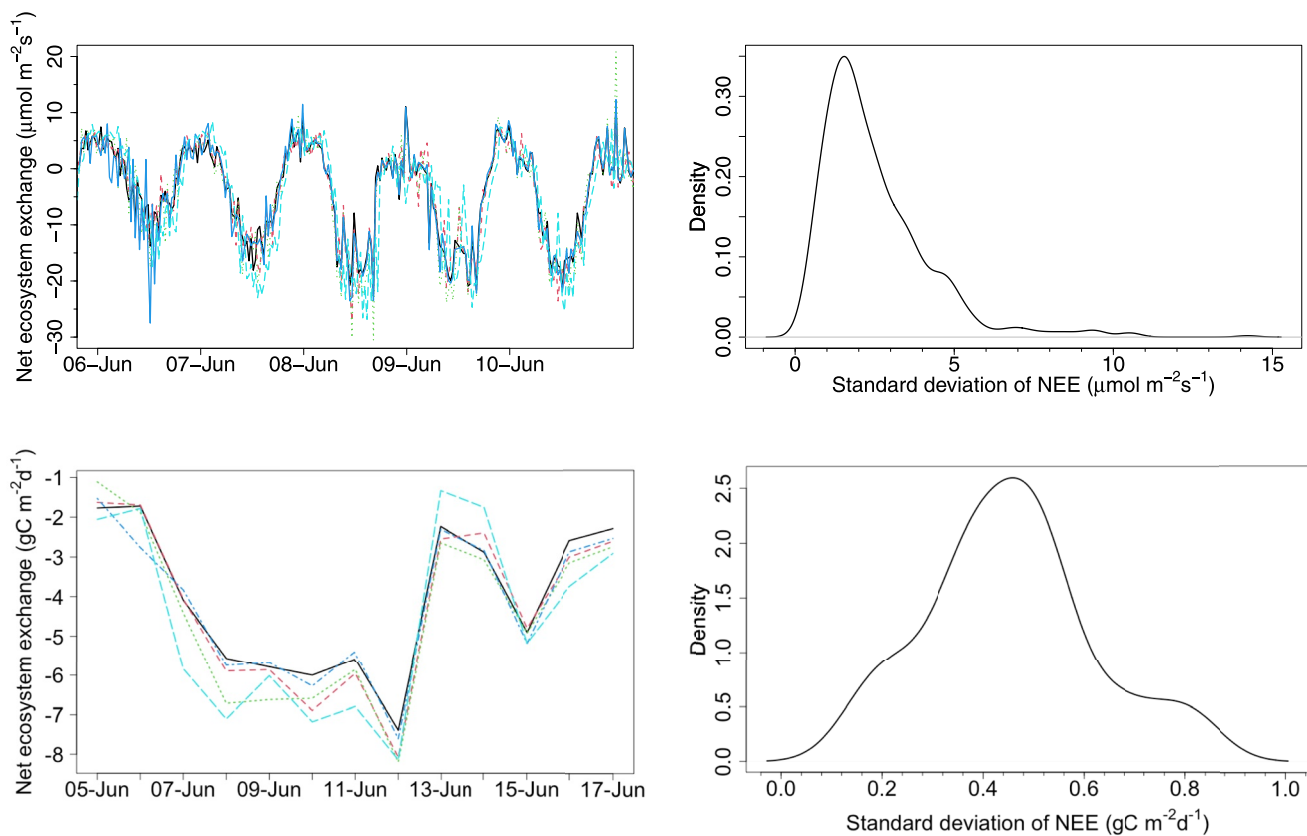 Net ecosystem exchange (μmol m⁻²s⁻¹)
20
10
0
−10
−20
−30
06−Jun 07−Jun 08−Jun 09−Jun 10−Jun
Density
0.30
0.20
0.10
0.00
0 5 10 15
Standard deviation of NEE (μmol m⁻²s⁻¹)
Net ecosystem exchange (gC m⁻²d⁻¹)
-1
-2
-3
-4
-5
-6
-7
-8
05-Jun 07-Jun 09-Jun 11-Jun 13-Jun 15-Jun 17-Jun
Density
2.5
2.0
1.5
1.0
0.5
0.0
0.0 0.2 0.4 0.6 0.8 1.0
Standard deviation of NEE (gC m⁻²d⁻¹)